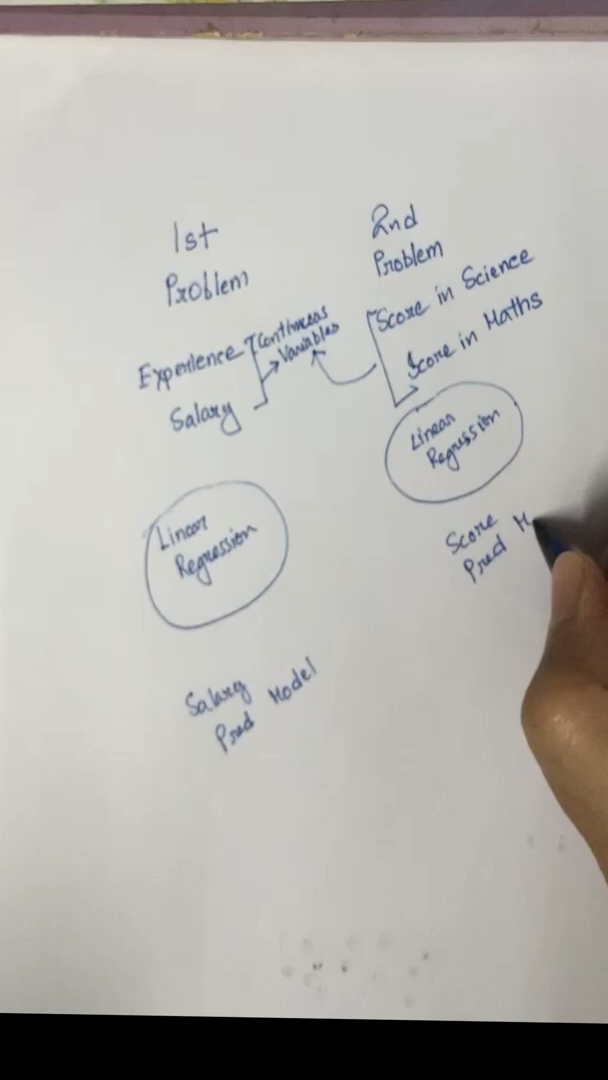 1st
Problem
Experience
Salary
Continuous
Variables
Linear
Regression
Salary
Pred Model
2nd
Problem
Score in Science
Score in Maths
Linear
Regression
Score
Pred M